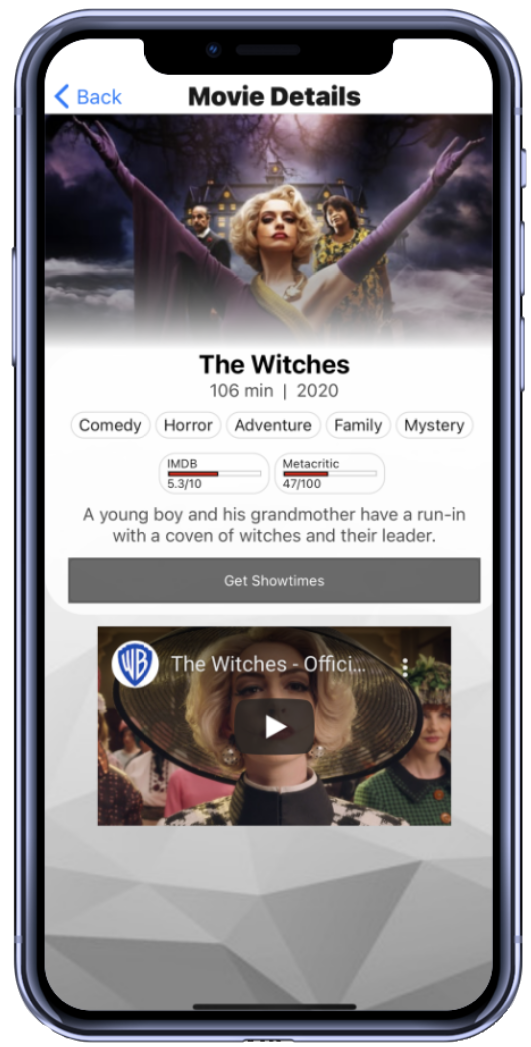 Back
Movie Details
The Witches
106 min | 2020
Comedy
Horror
Adventure
Family
Mystery
IMDB
5.3/10
Metacritic
47/100
A young boy and his grandmother have a run-in
with a coven of witches and their leader.
Get Showtimes
WB
The Witches - Offici...